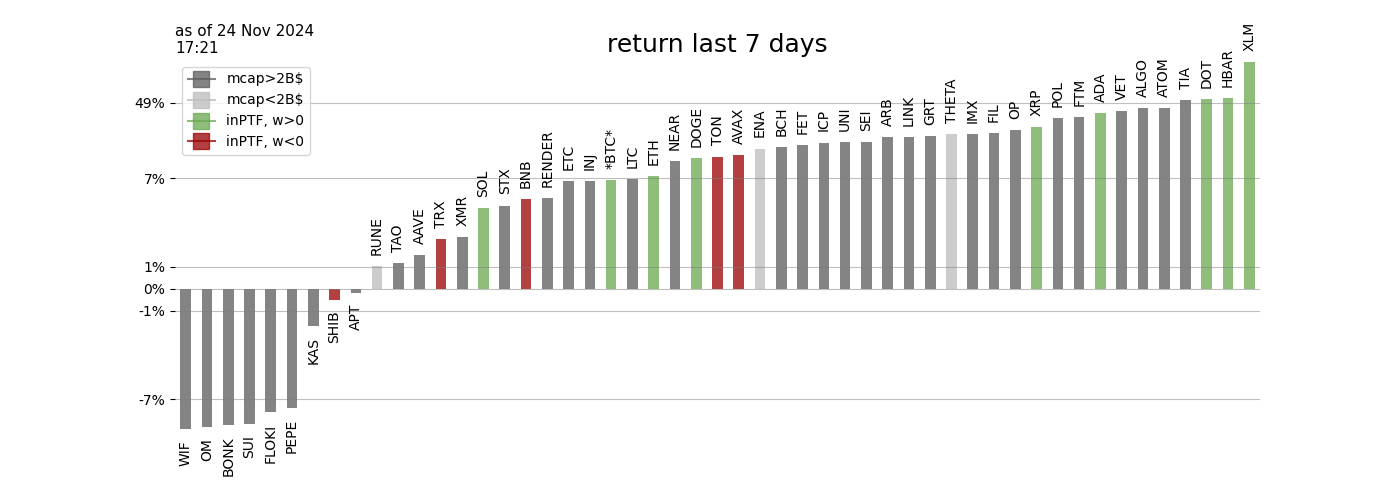 as of 24 Nov 2024
17:21
return last 7 days
mcap>2B$
mcap<2B$
inPTF, w>0
inPTF, w<0
49%
7%
1%
0%
-1%
-7%
WIF
OM
BONK
SUI
FLOKI
PEPE
KAS
SHIB
APT
RUNE
TAO
AAVE
TRX
XMR
SOL
STX
BNB
RENDER
ETC
INJ
*BTC*
LTC
ETH
NEAR
DOGE
TON
AVAX
ENA
BCH
FET
ICP
UNI
SEI
ARB
LINK
GRT
THETA
IMX
FIL
OP
XRP
POL
FTM
ADA
VET
ALGO
ATOM
TIA
DOT
HBAR
XLM